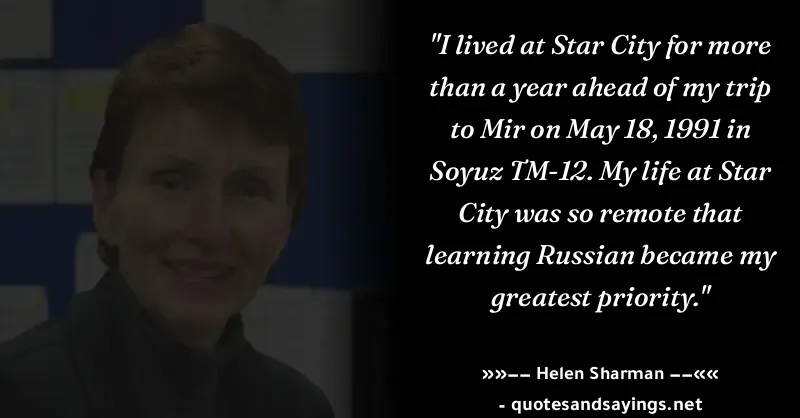 "I lived at Star City for more
than a year ahead of my trip
to Mir on May 18, 1991 in
Soyuz TM-12. My life at Star
City was so remote that
learning Russian became my
greatest priority."
»»−− Helen Sharman −−««
- quotesandsayings.net